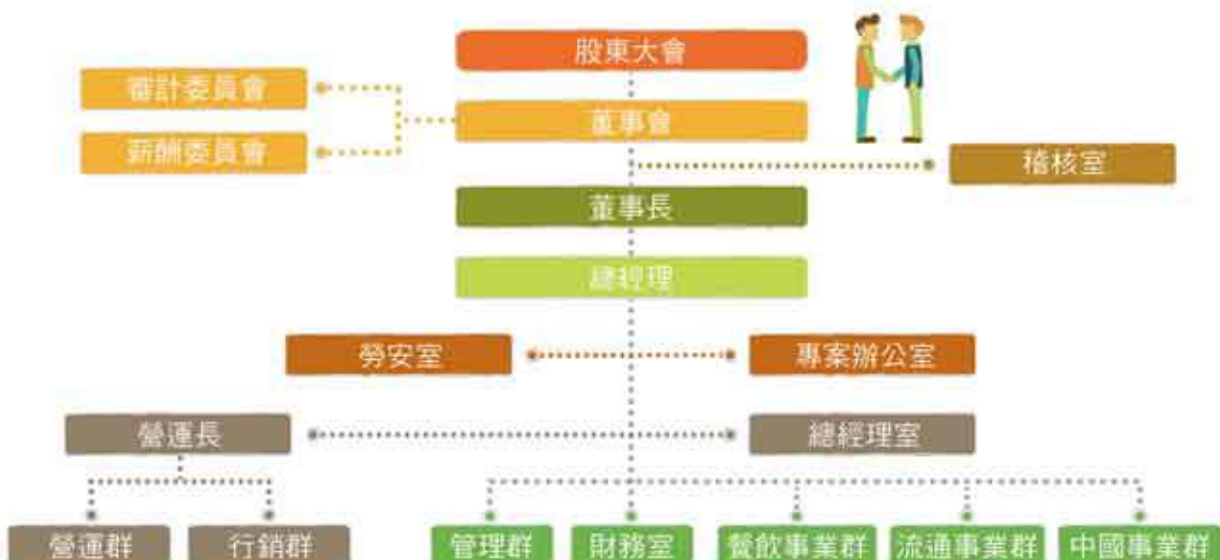 股東大會
審計委員會
董事會
薪酬委員會
稽核室
董事長
總經理
勞安室
專案辦公室
營運長
總經理室
營運群
行銷群
管理群
財務室
餐飲事業群
流通事業群
中國事業群